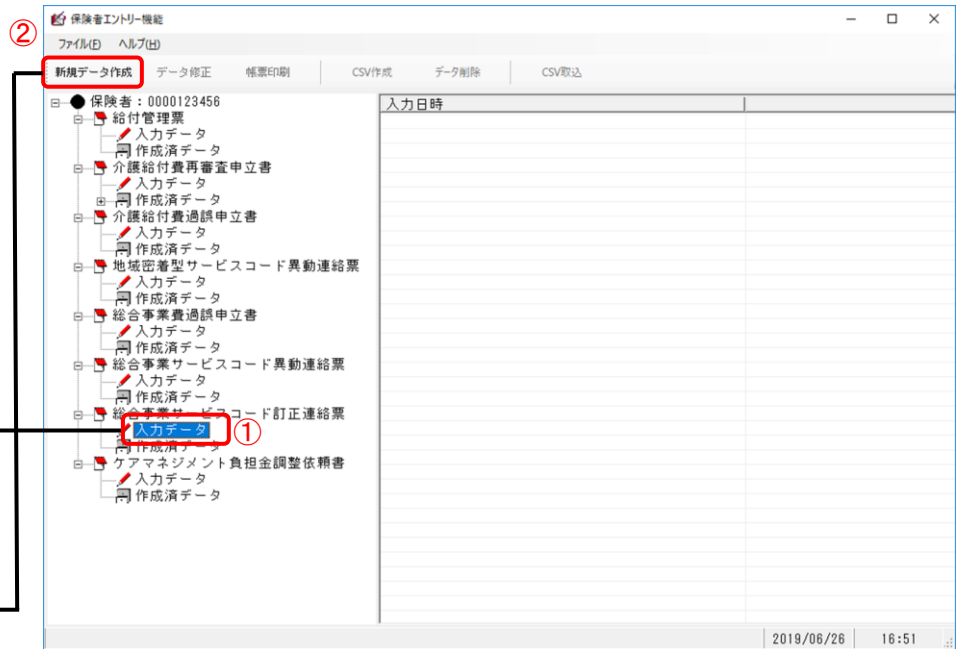 保険者エントリー機能
②
ファイル(F) ヘルプ(H)
新規データ作成 データ修正 帳票印刷 CSV作成 データ削除 CSV取込
保険者：0000123456
給付管理票
入力データ
作成済データ
介護給付費再審査申立書
入力データ
作成済データ
介護給付費過誤申立書
入力データ
作成済データ
地域密着型サービスコード異動連絡票
入力データ
作成済データ
総合事業費過誤申立書
入力データ
作成済データ
総合事業サービスコード異動連絡票
入力データ
作成済データ
総合事業サービスコード訂正連絡票
入力データ ①
作成済データ
ケアマネジメント負担金調整依頼書
入力データ
作成済データ
入力日時
2019/06/26 16:51